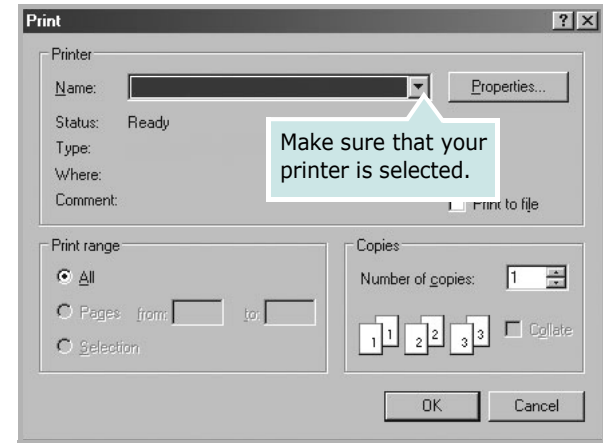 Print
Printer
Name:
Properties...
Status: Ready
Type:
Where:
Comment:
Make sure that your
printer is selected.
Print to file
Print range
All
Pages from: to:
Selection
Copies
Number of copies: 1
1 1 2 2 3 3
Collate
OK Cancel